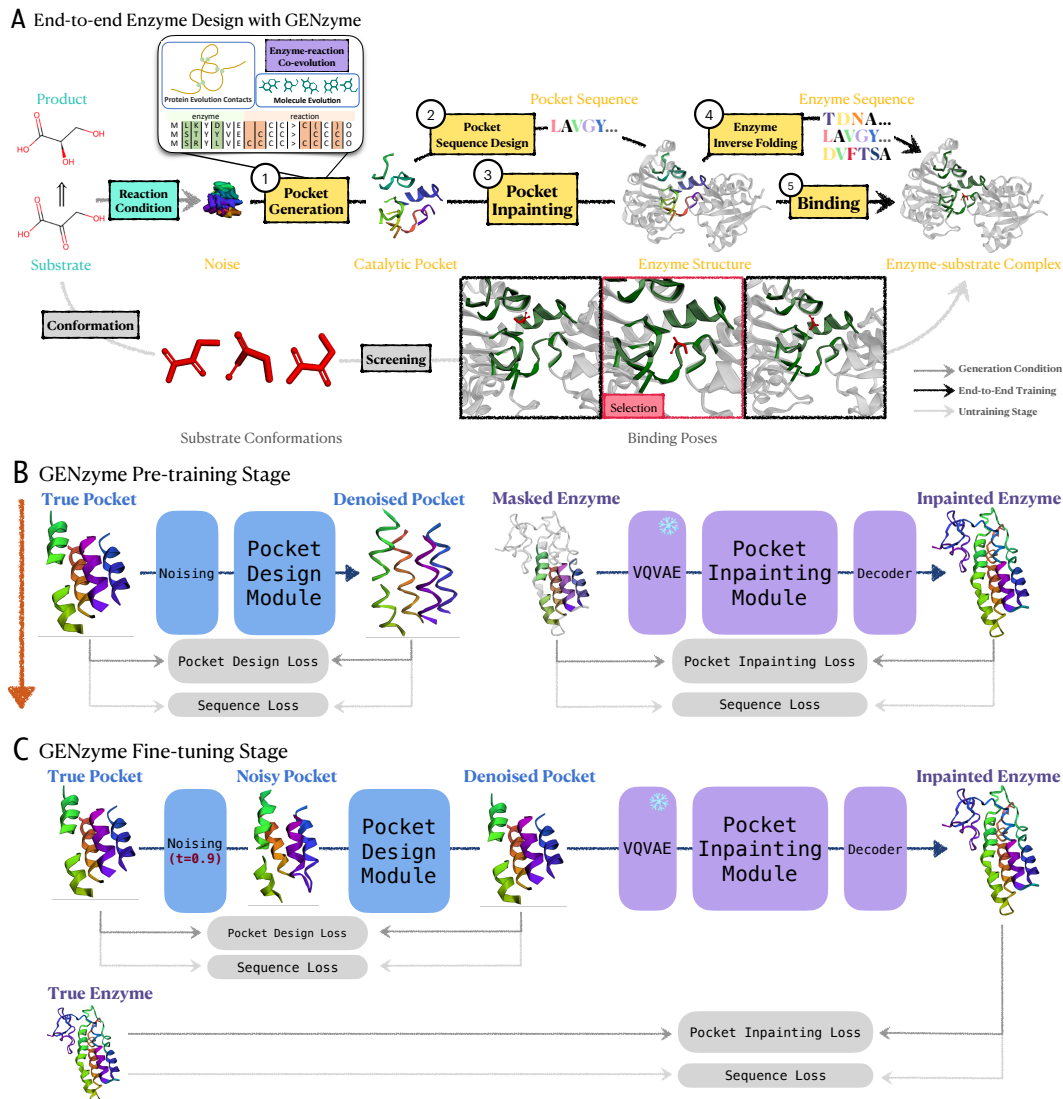 A End-to-end Enzyme Design with GENzyme
Enzyme-reaction
Co-evolution
Protein Evolution Contacts
Molecule Evolution
enzyme
reaction
M L K Y D V E C C C C > C ( C ) O
M S T Y L V E C C C C > C C C C O
M S R Y L V E C C C C > C C C C O
Product
HO
O
OH
OH
⇑
HO
O
O
OH
Substrate
Reaction
Condition
Noise
1
Pocket
Generation
Catalytic Pocket
2
Pocket
Sequence Design
Pocket Sequence
LAVGY...
3
Pocket
Inpainting
Enzyme Structure
4
Enzyme
Inverse Folding
Enzyme Sequence
TDNA...
LAVGY...
DVFTSA
5
Binding
Enzyme-substrate Complex
Conformation
Screening
Selection
Substrate Conformations
Binding Poses
Generation Condition
End-to-End Training
Untraining Stage
B GENzyme Pre-training Stage
True Pocket
Noising
Pocket
Design
Module
Denoised Pocket
Pocket Design Loss
Sequence Loss
Masked Enzyme
VQVAE
Pocket
Inpainting
Module
Decoder
Inpainted Enzyme
Pocket Inpainting Loss
Sequence Loss
C GENzyme Fine-tuning Stage
True Pocket
Noising
(t=0.9)
Noisy Pocket
Pocket
Design
Module
Denoised Pocket
VQVAE
Pocket
Inpainting
Module
Decoder
Inpainted Enzyme
Pocket Design Loss
Sequence Loss
True Enzyme
Pocket Inpainting Loss
Sequence Loss